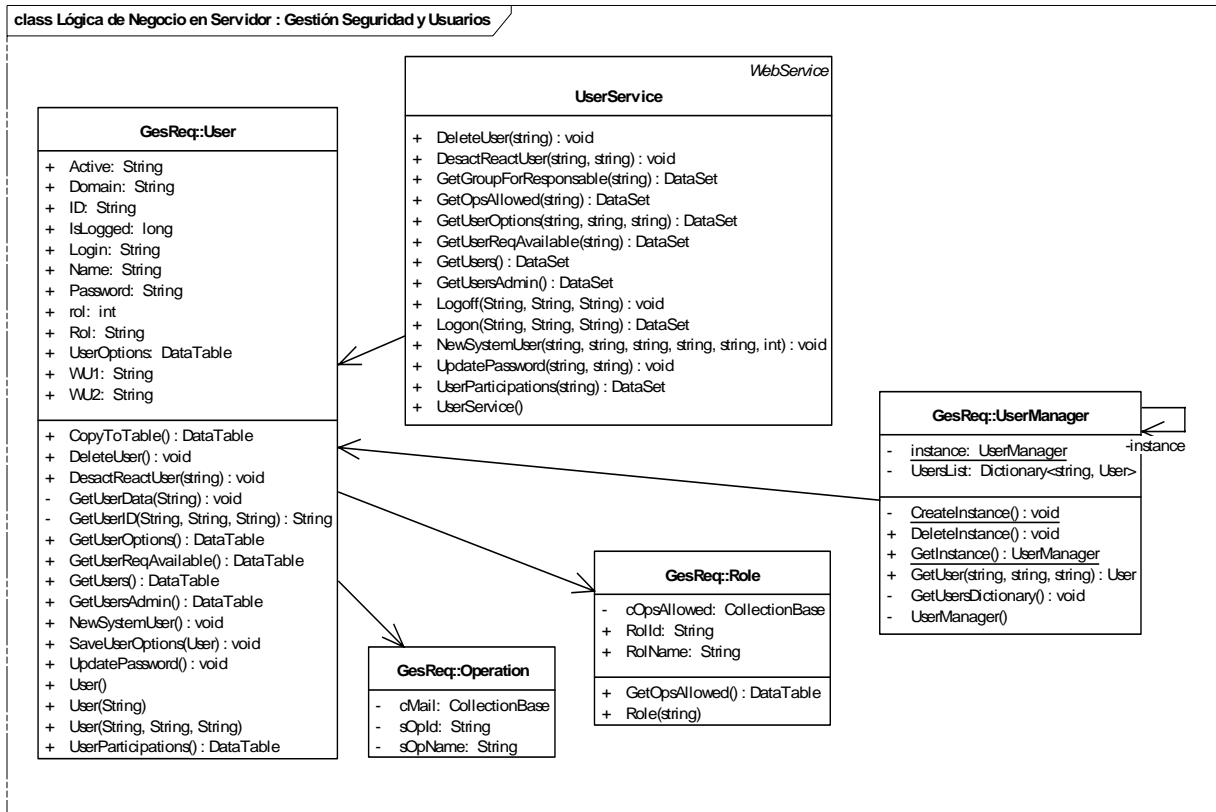 class Lógica de Negocio en Servidor : Gestión Seguridad y Usuarios
GesReq::User
+ Active: String
+ Domain: String
+ ID: String
+ IsLogged: long
+ Login: String
+ Name: String
+ Password: String
+ rol: int
+ Rol: String
+ UserOptions: DataTable
+ WU1: String
+ WU2: String
+ CopyToTable() : DataTable
+ DeleteUser() : void
+ DesactReactUser(string) : void
- GetUserData(String) : void
- GetUserID(String, String, String) : String
+ GetUserOptions() : DataTable
+ GetUserReqAvailable() : DataTable
+ GetUsers() : DataTable
+ GetUsersAdmin() : DataTable
+ NewSystemUser() : void
+ SaveUserOptions(User) : void
+ UpdatePassword() : void
+ User()
+ User(String)
+ User(String, String, String)
+ UserParticipations() : DataTable
WebService
UserService
+ DeleteUser(string) : void
+ DesactReactUser(string, string) : void
+ GetGroupForResponsable(string) : DataSet
+ GetOpsAllowed(string) : DataSet
+ GetUserOptions(string, string, string) : DataSet
+ GetUserReqAvailable(string) : DataSet
+ GetUsers() : DataSet
+ GetUsersAdmin() : DataSet
+ Logoff(String, String, String) : void
+ Logon(String, String, String) : DataSet
+ NewSystemUser(string, string, string, string, string, int) : void
+ UpdatePassword(string, string) : void
+ UserParticipations(string) : DataSet
+ UserService()
GesReq::UserManager
- instance: UserManager
- UsersList: Dictionary<string, User>
- CreateInstance() : void
+ DeleteInstance() : void
+ GetInstance() : UserManager
+ GetUser(string, string, string) : User
- GetUsersDictionary() : void
- UserManager()
-instance
GesReq::Role
- cOpsAllowed: CollectionBase
+ RolId: String
+ RolName: String
+ GetOpsAllowed() : DataTable
+ Role(string)
GesReq::Operation
- cMail: CollectionBase
- sOpId: String
- sOpName: String